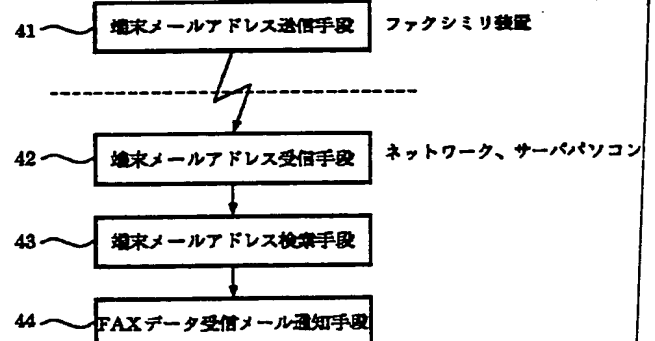 41 端末メールアドレス送信手段 ファクシミリ装置
42 端末メールアドレス受信手段 ネットワーク、サーバパソコン
43 端末メールアドレス検索手段
44 FAXデータ受信メール通知手段